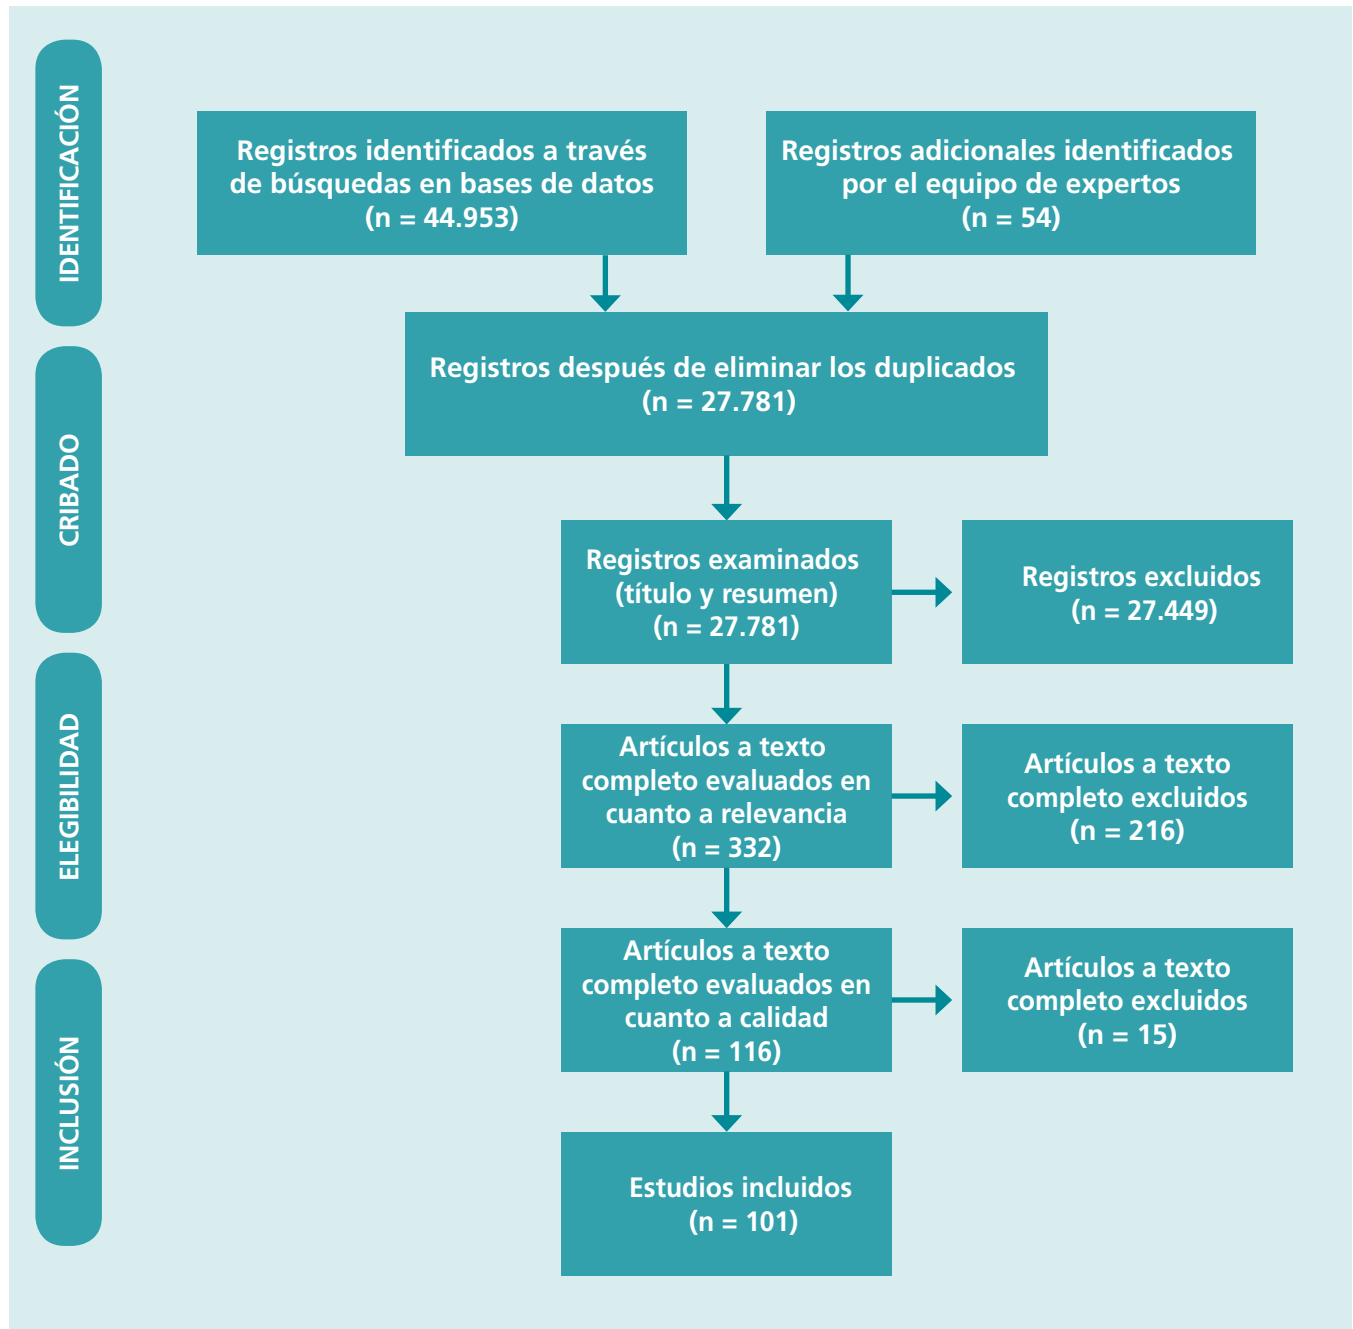 IDENTIFICACIÓN
Registros identificados a través
de búsquedas en bases de datos
(n = 44.953)
Registros adicionales identificados
por el equipo de expertos
(n = 54)
Registros después de eliminar los duplicados
(n = 27.781)
CRIBADO
Registros examinados
(título y resumen)
(n = 27.781)
Registros excluidos
(n = 27.449)
ELEGIBILIDAD
Artículos a texto
completo evaluados en
cuanto a relevancia
(n = 332)
Artículos a texto
completo excluidos
(n = 216)
Artículos a texto
completo evaluados en
cuanto a calidad
(n = 116)
Artículos a texto
completo excluidos
(n = 15)
INCLUSIÓN
Estudios incluidos
(n = 101)